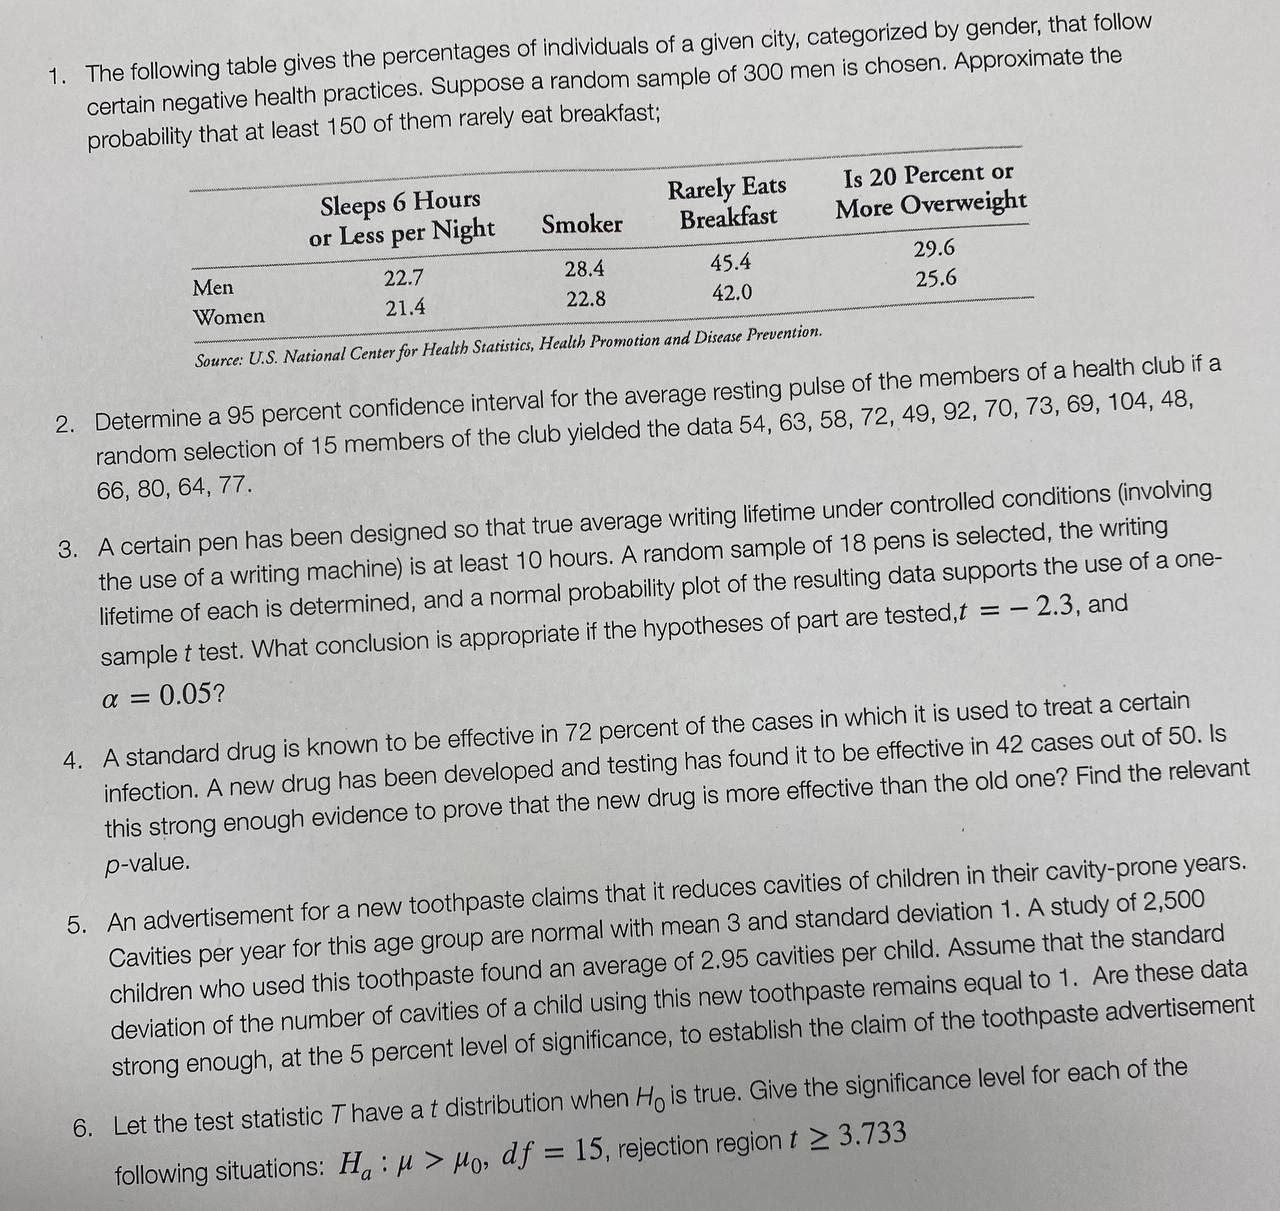 1. The following table gives the percentages of individuals of a given city, categorized by gender, that follow
certain negative health practices. Suppose a random sample of 300 men is chosen. Approximate the
probability that at least 150 of them rarely eat breakfast;
Sleeps 6 Hours or Less per Night Smoker Rarely Eats Breakfast Is 20 Percent or More Overweight
Men 22.7 28.4 45.4 29.6
Women 21.4 22.8 42.0 25.6
Source: U.S. National Center for Health Statistics, Health Promotion and Disease Prevention.
2. Determine a 95 percent confidence interval for the average resting pulse of the members of a health club if a
random selection of 15 members of the club yielded the data 54, 63, 58, 72, 49, 92, 70, 73, 69, 104, 48,
66, 80, 64, 77.
3. A certain pen has been designed so that true average writing lifetime under controlled conditions (involving
the use of a writing machine) is at least 10 hours. A random sample of 18 pens is selected, the writing
lifetime of each is determined, and a normal probability plot of the resulting data supports the use of a one-
sample t test. What conclusion is appropriate if the hypotheses of part are tested,t = − 2.3, and
α = 0.05?
4. A standard drug is known to be effective in 72 percent of the cases in which it is used to treat a certain
infection. A new drug has been developed and testing has found it to be effective in 42 cases out of 50. Is
this strong enough evidence to prove that the new drug is more effective than the old one? Find the relevant
p-value.
5. An advertisement for a new toothpaste claims that it reduces cavities of children in their cavity-prone years.
Cavities per year for this age group are normal with mean 3 and standard deviation 1. A study of 2,500
children who used this toothpaste found an average of 2.95 cavities per child. Assume that the standard
deviation of the number of cavities of a child using this new toothpaste remains equal to 1. Are these data
strong enough, at the 5 percent level of significance, to establish the claim of the toothpaste advertisement
6. Let the test statistic T have a t distribution when H₀ is true. Give the significance level for each of the
following situations: Hₐ : μ > μ₀, df = 15, rejection region t ≥ 3.733